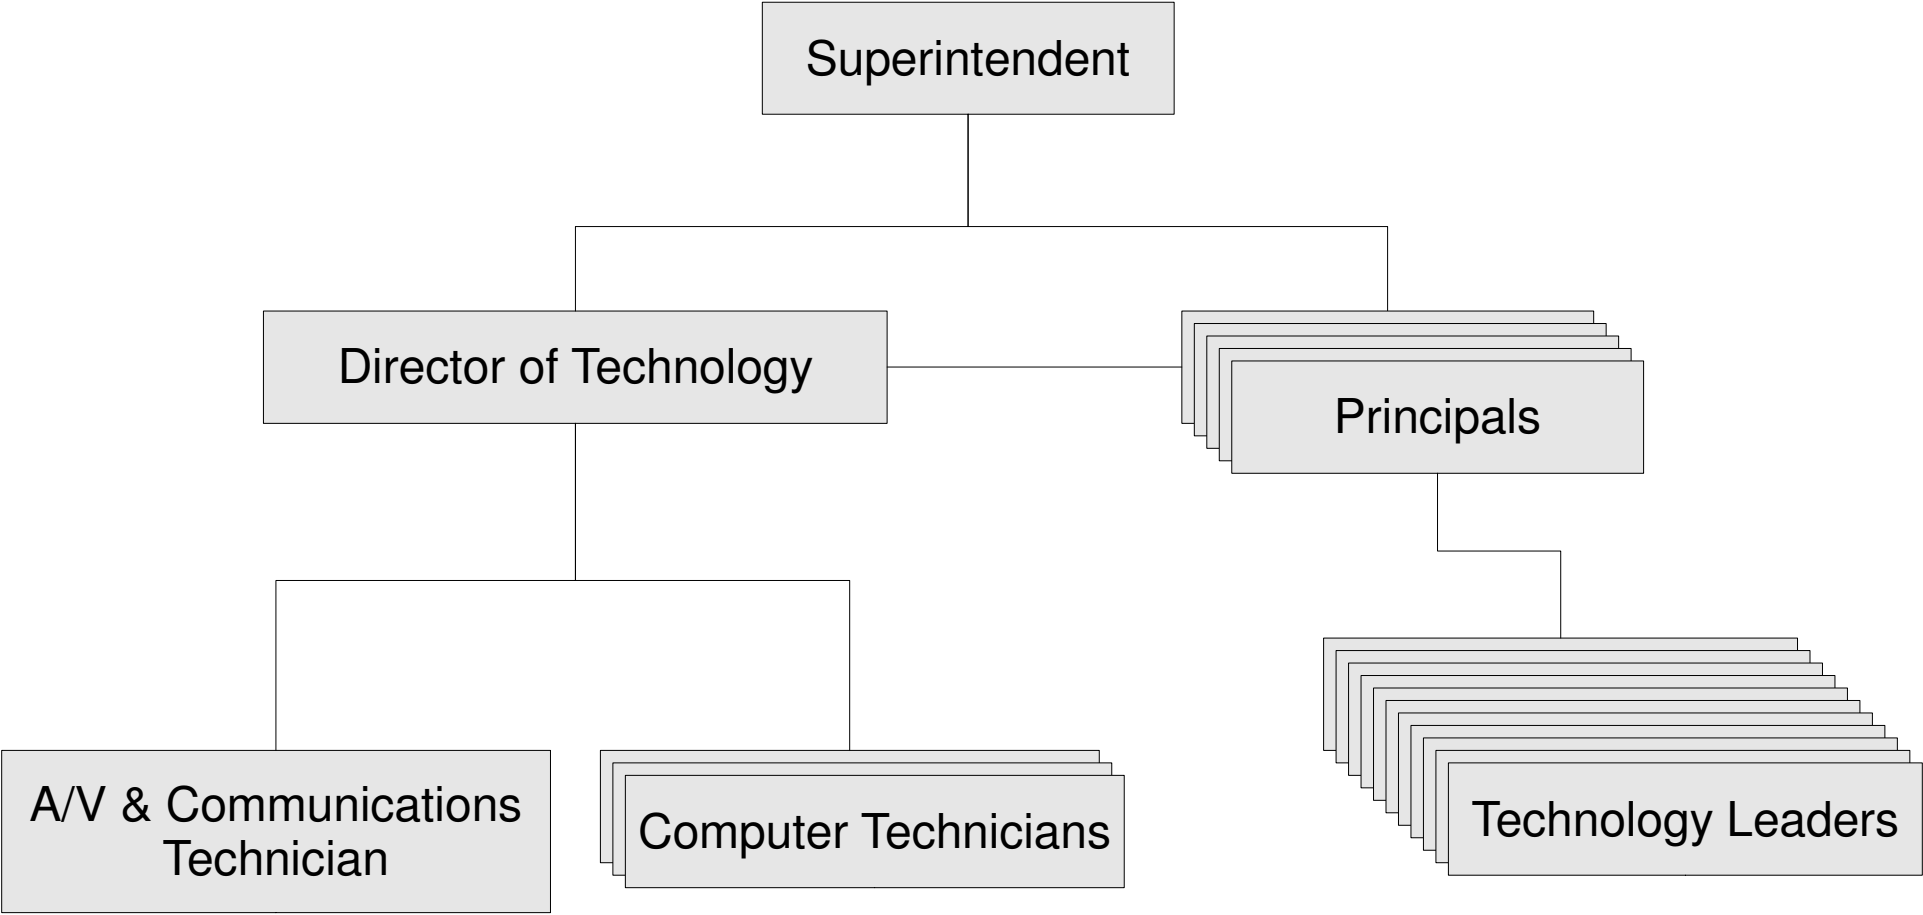 Superintendent
Director of Technology
Principals
A/V & Communications
Technician
Computer Technicians
Technology Leaders